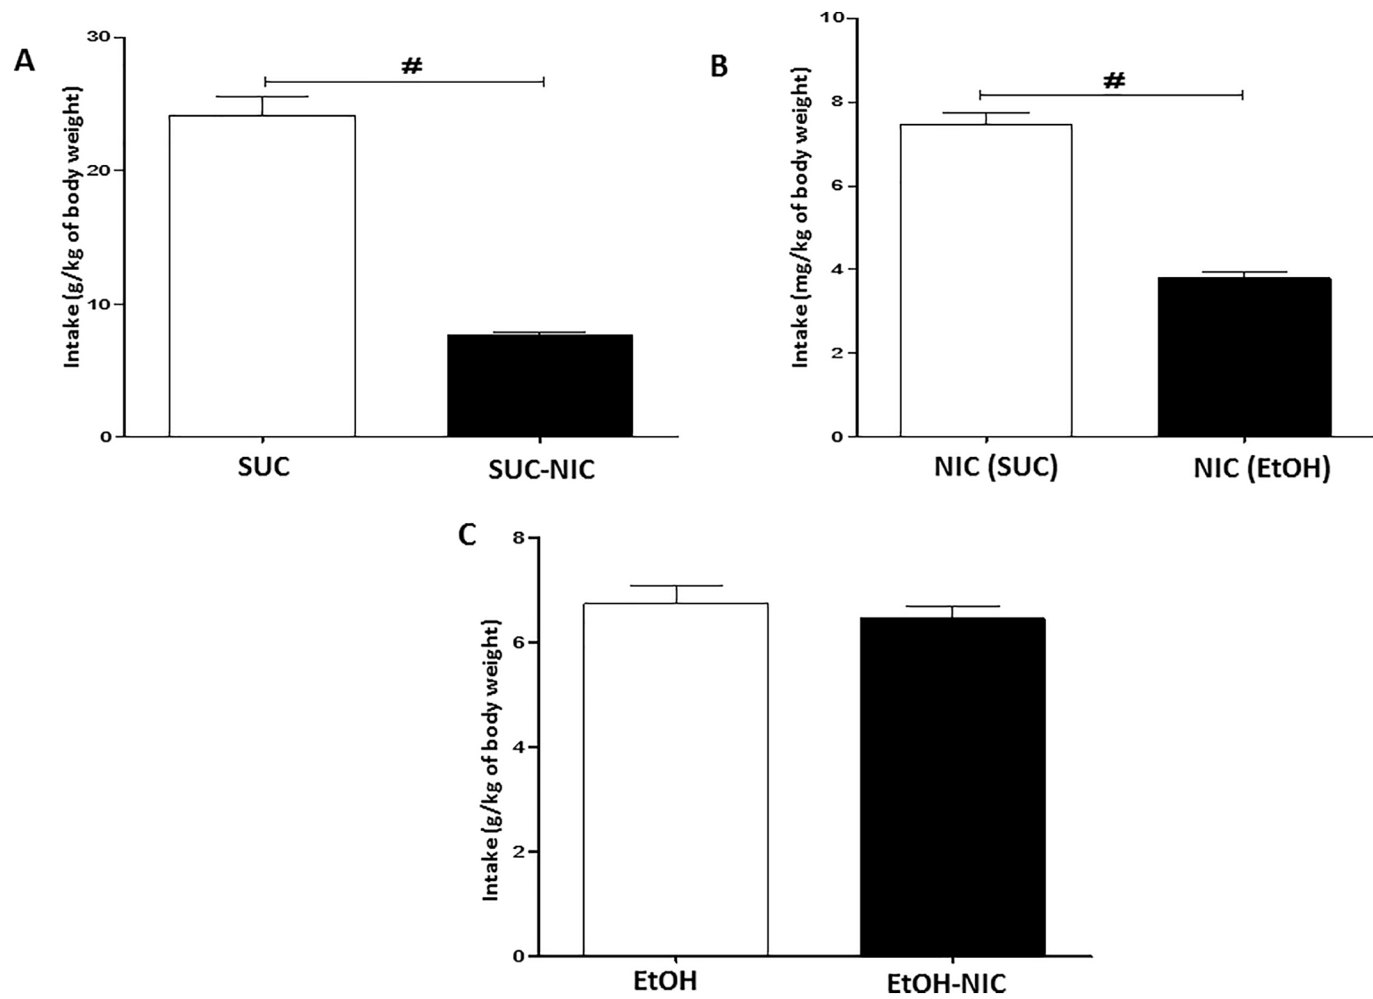 A
Intake (g/kg of body weight)
30
20
10
0
#
SUC
SUC-NIC
B
Intake (mg/kg of body weight)
10
8
6
4
2
0
#
NIC (SUC)
NIC (EtOH)
C
Intake (g/kg of body weight)
8
6
4
2
0
EtOH
EtOH-NIC